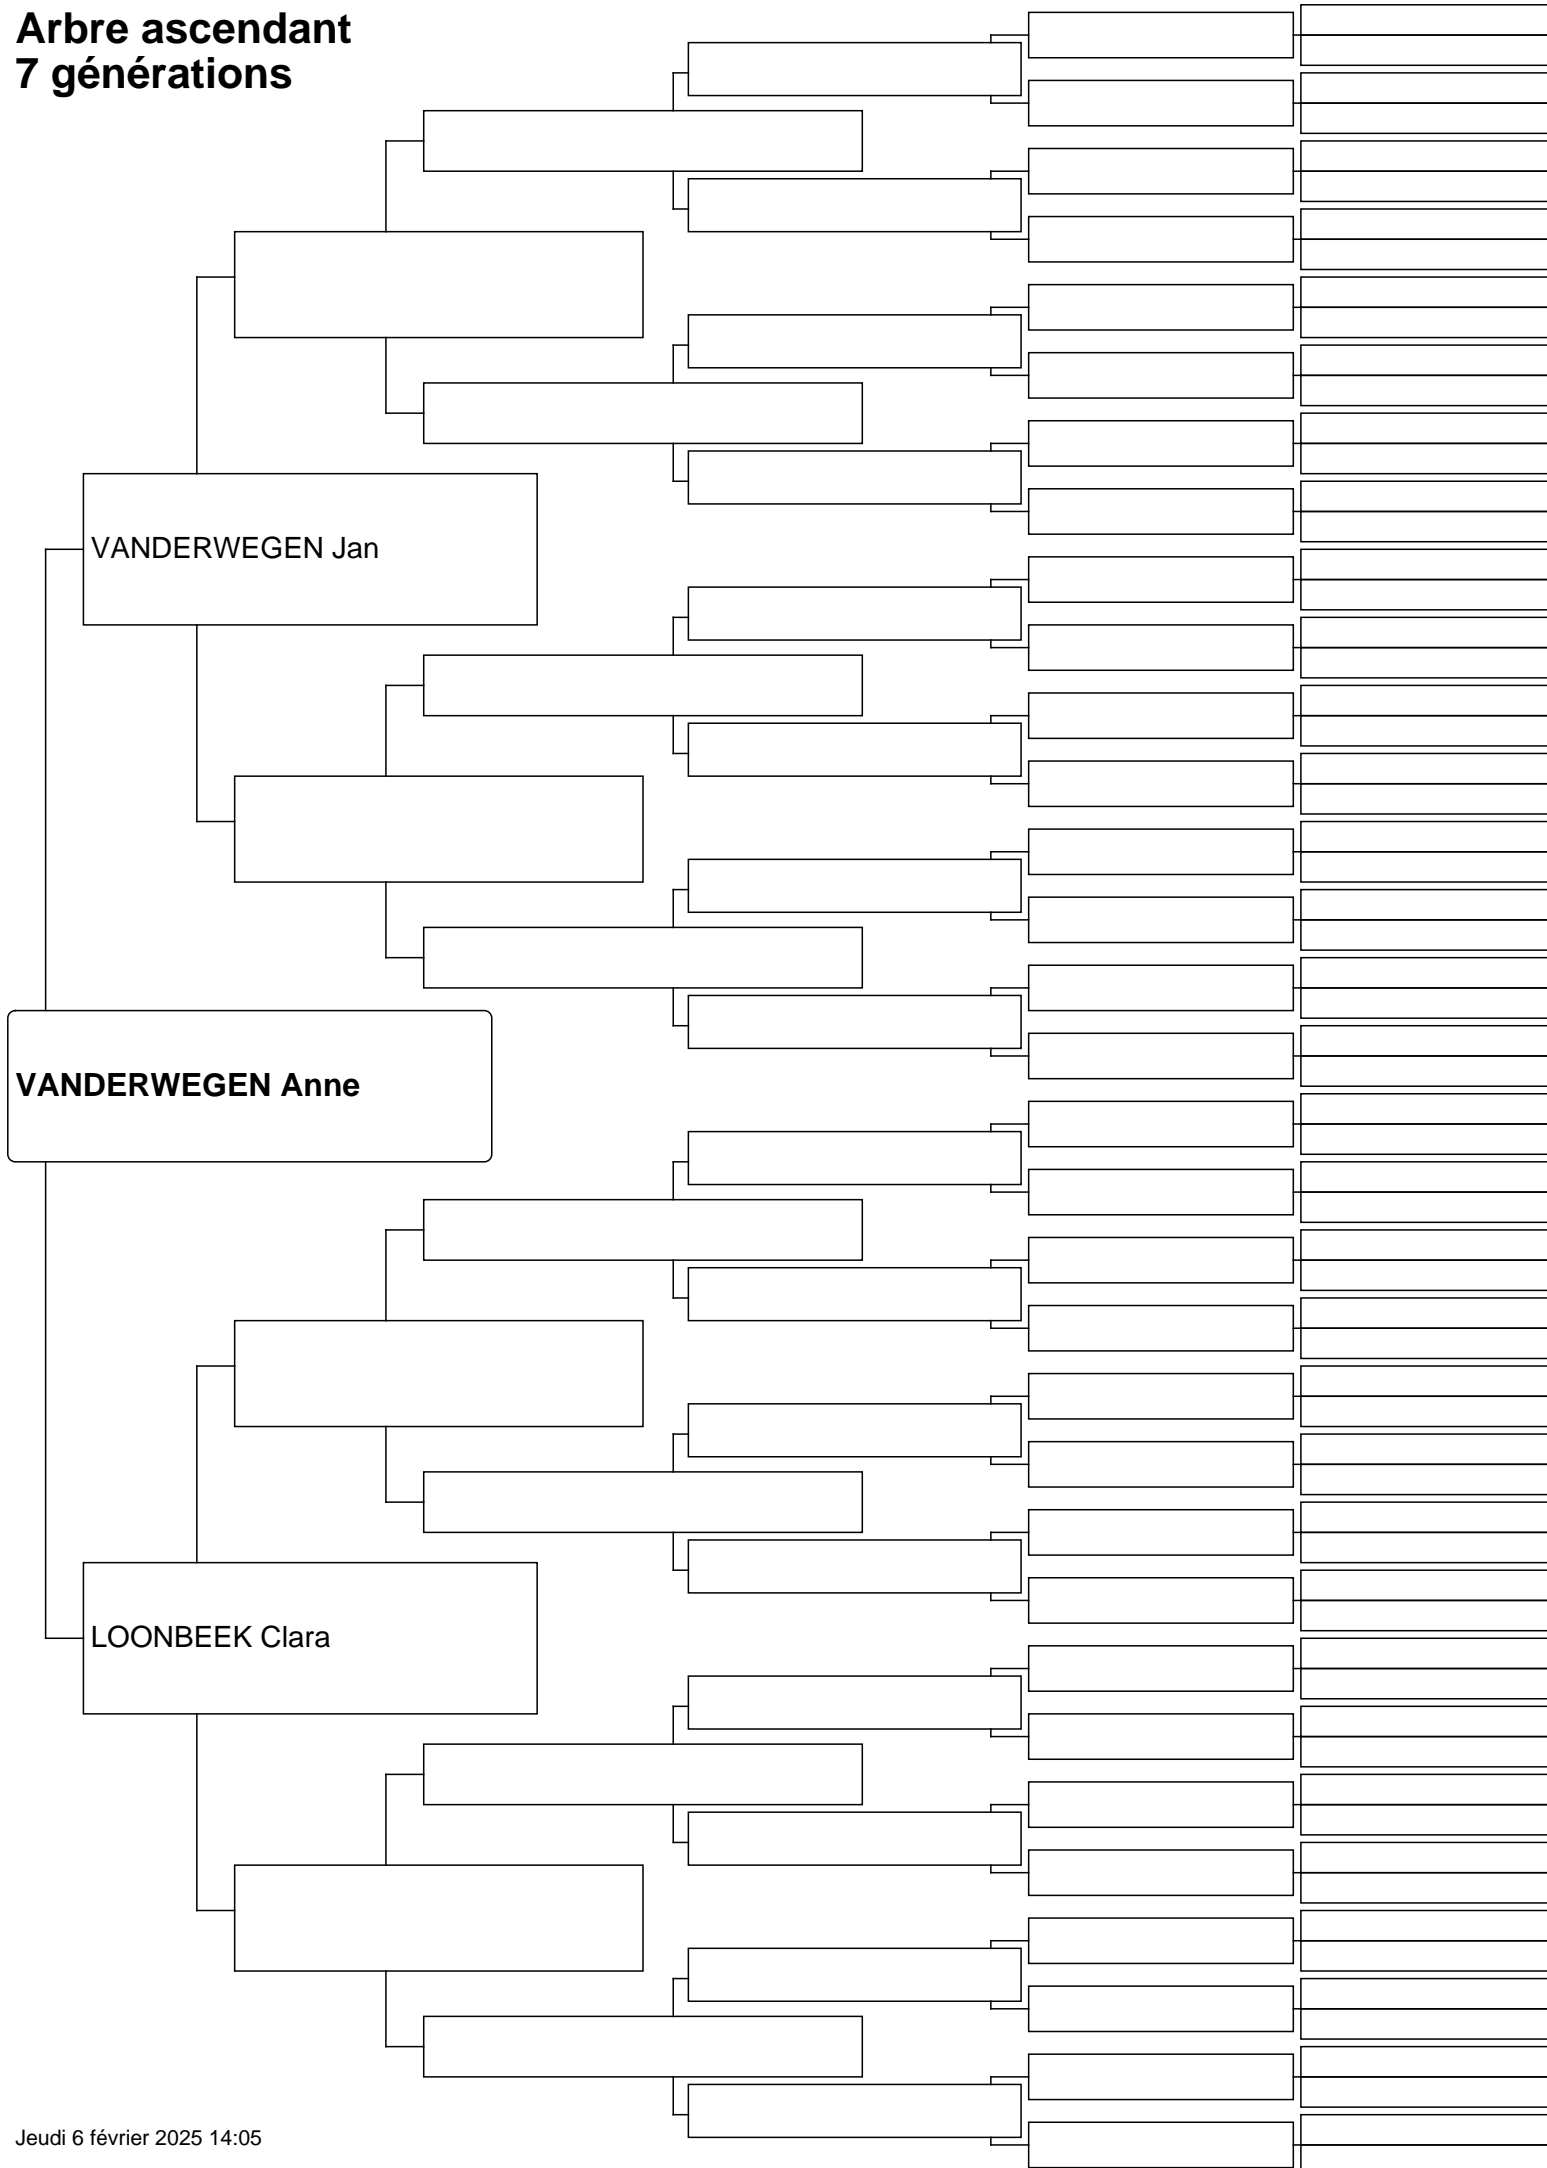 Arbre ascendant
7 générations
VANDERWEGEN Jan
VANDERWEGEN Anne
LOONBEEK Clara
Jeudi 6 février 2025 14:05